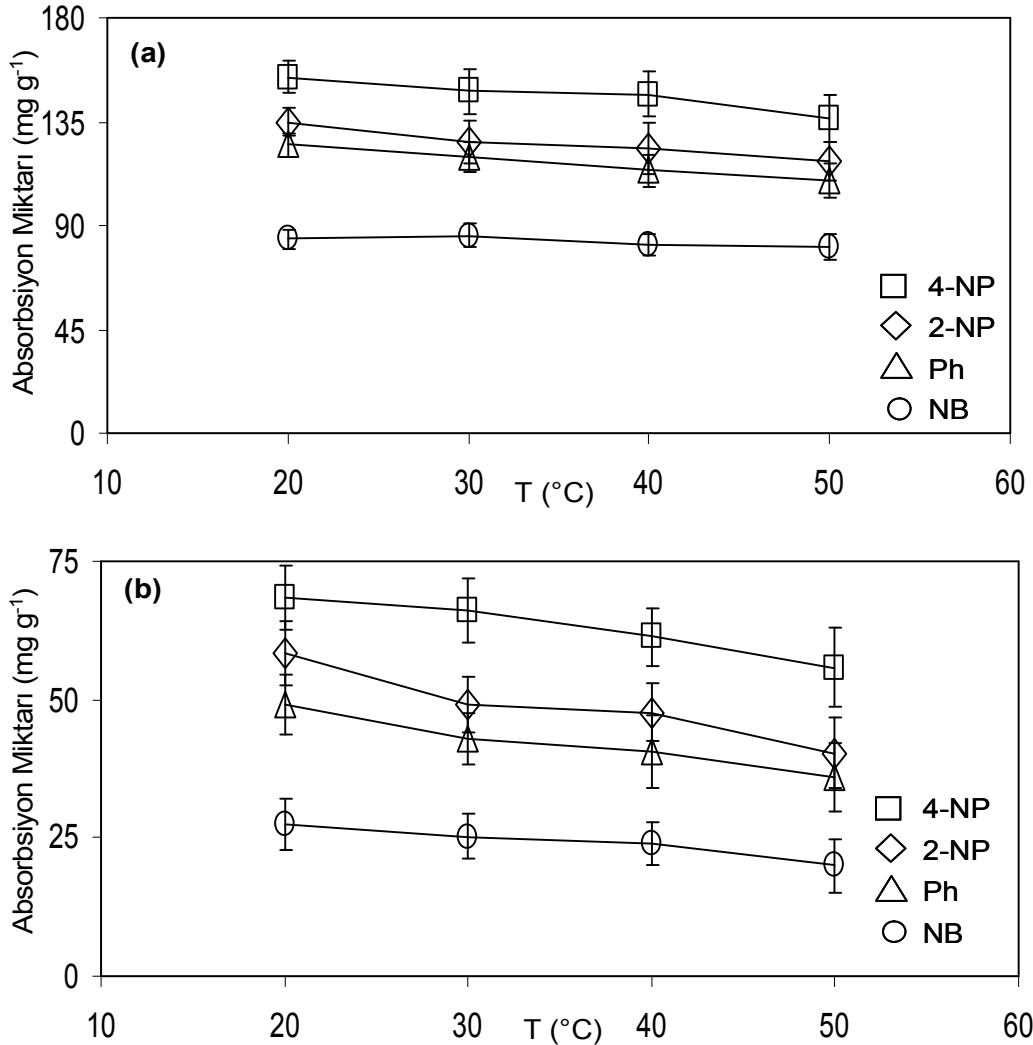 (a)
Absorbsiyon Miktarı (mg g⁻¹)
180
135
90
45
0
10 20 30 40 50 60
T (°C)
4-NP
2-NP
Ph
NB
(b)
Absorbsiyon Miktarı (mg g⁻¹)
75
50
25
0
10 20 30 40 50 60
T (°C)
4-NP
2-NP
Ph
NB